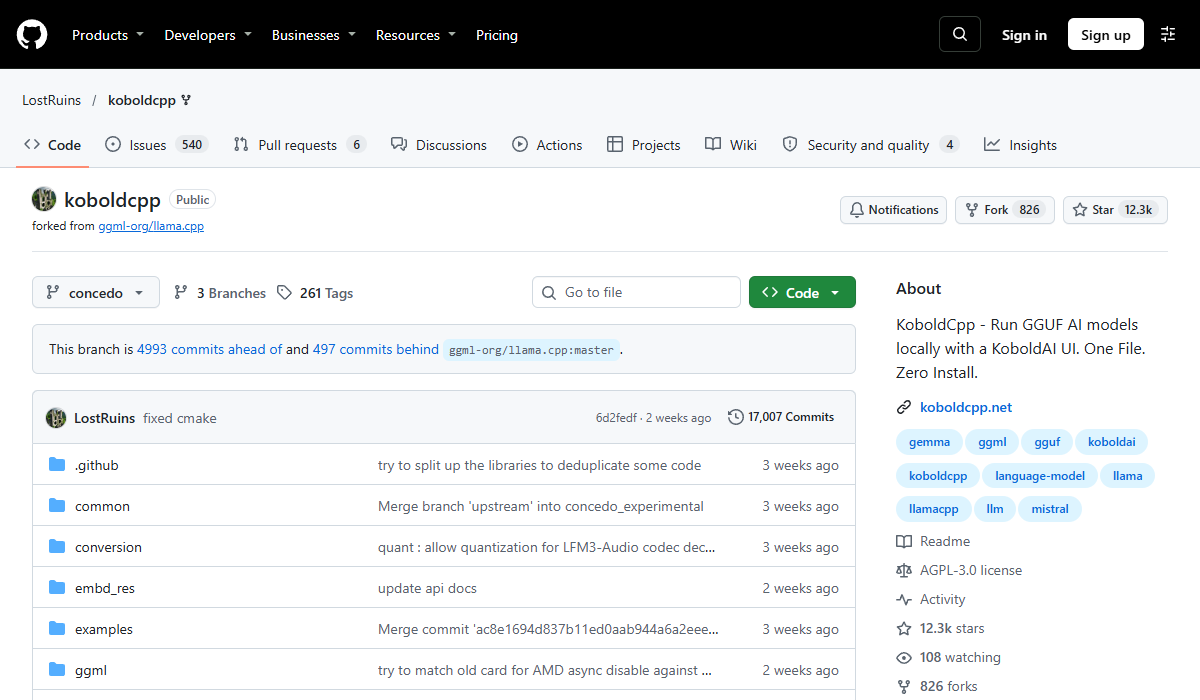 Products Developers Businesses Resources Pricing Sign in Sign up
LostRuins / koboldcpp
Code Issues 540 Pull requests 6 Discussions Actions Projects Wiki Security and quality 4 Insights
koboldcpp Public
forked from ggml-org/llama.cpp
Notifications Fork 826 Star 12.3k
concedo 3 Branches 261 Tags Go to file Code
This branch is 4993 commits ahead of and 497 commits behind ggml-org/llama.cpp:master .
LostRuins fixed cmake 6d2fedf · 2 weeks ago 17,007 Commits
.github try to split up the libraries to deduplicate some code 3 weeks ago
common Merge branch 'upstream' into concedo_experimental 3 weeks ago
conversion quant : allow quantization for LFM3-Audio codec dec... 3 weeks ago
embd_res update api docs 2 weeks ago
examples Merge commit 'ac8e1694d837b11ed0aab944a6a2eee... 3 weeks ago
ggml try to match old card for AMD async disable against ... 2 weeks ago
About
KoboldCpp - Run GGUF AI models
locally with a KoboldAI UI. One File.
Zero Install.
koboldcpp.net
gemma ggml gguf koboldai
koboldcpp language-model llama
llamacpp llm mistral
Readme
AGPL-3.0 license
Activity
12.3k stars
108 watching
826 forks